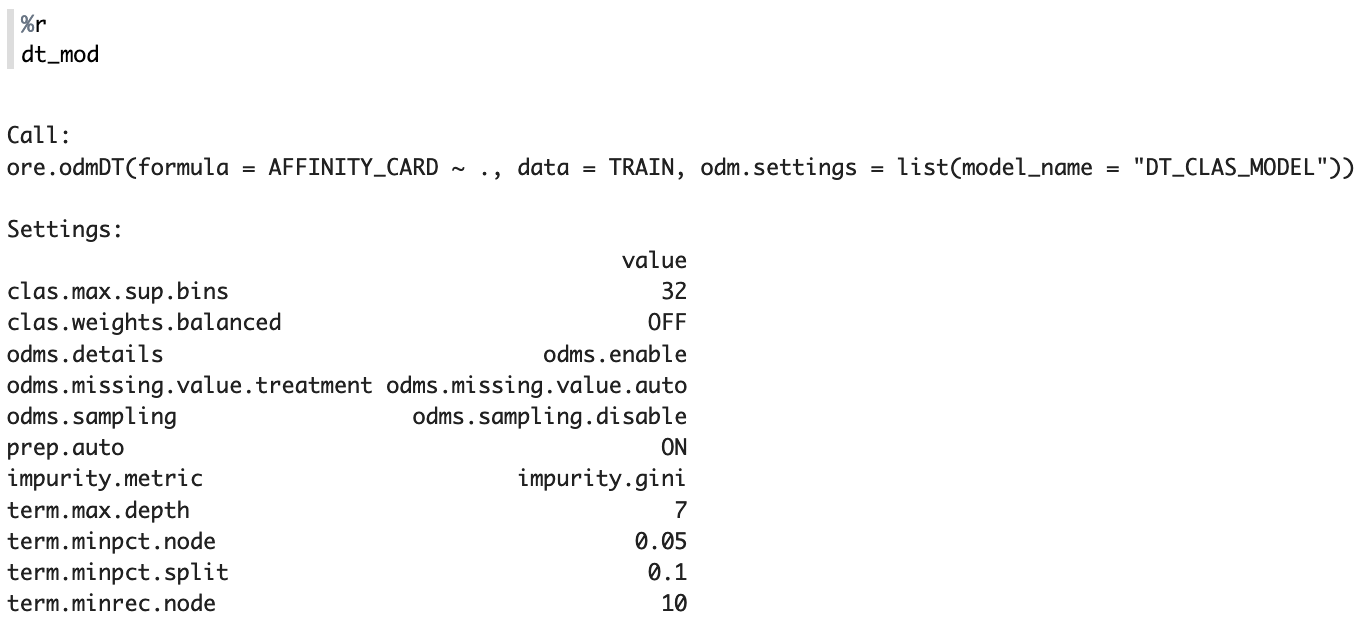 %r
dt_mod
Call:
ore.odmDT(formula = AFFINITY_CARD ~ ., data = TRAIN, odm.settings = list(model_name = "DT_CLAS_MODEL"))
Settings:
value
clas.max.sup.bins 32
clas.weights.balanced OFF
odms.details odms.enable
odms.missing.value.treatment odms.missing.value.auto
odms.sampling odms.sampling.disable
prep.auto ON
impurity.metric impurity.gini
term.max.depth 7
term.minpct.node 0.05
term.minpct.split 0.1
term.minrec.node 10